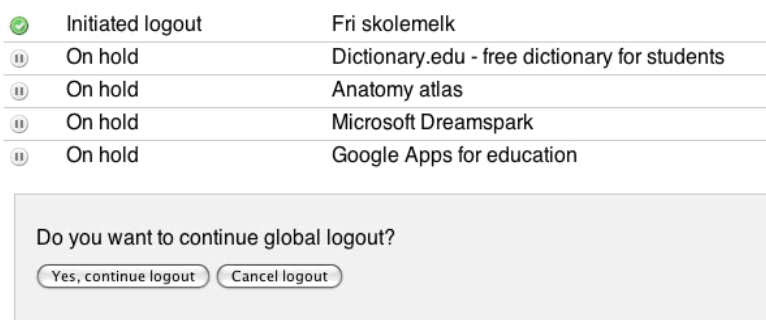 Initiated logout Fri skolemelk
On hold Dictionary.edu - free dictionary for students
On hold Anatomy atlas
On hold Microsoft Dreamspark
On hold Google Apps for education
Do you want to continue global logout?
Yes, continue logout Cancel logout